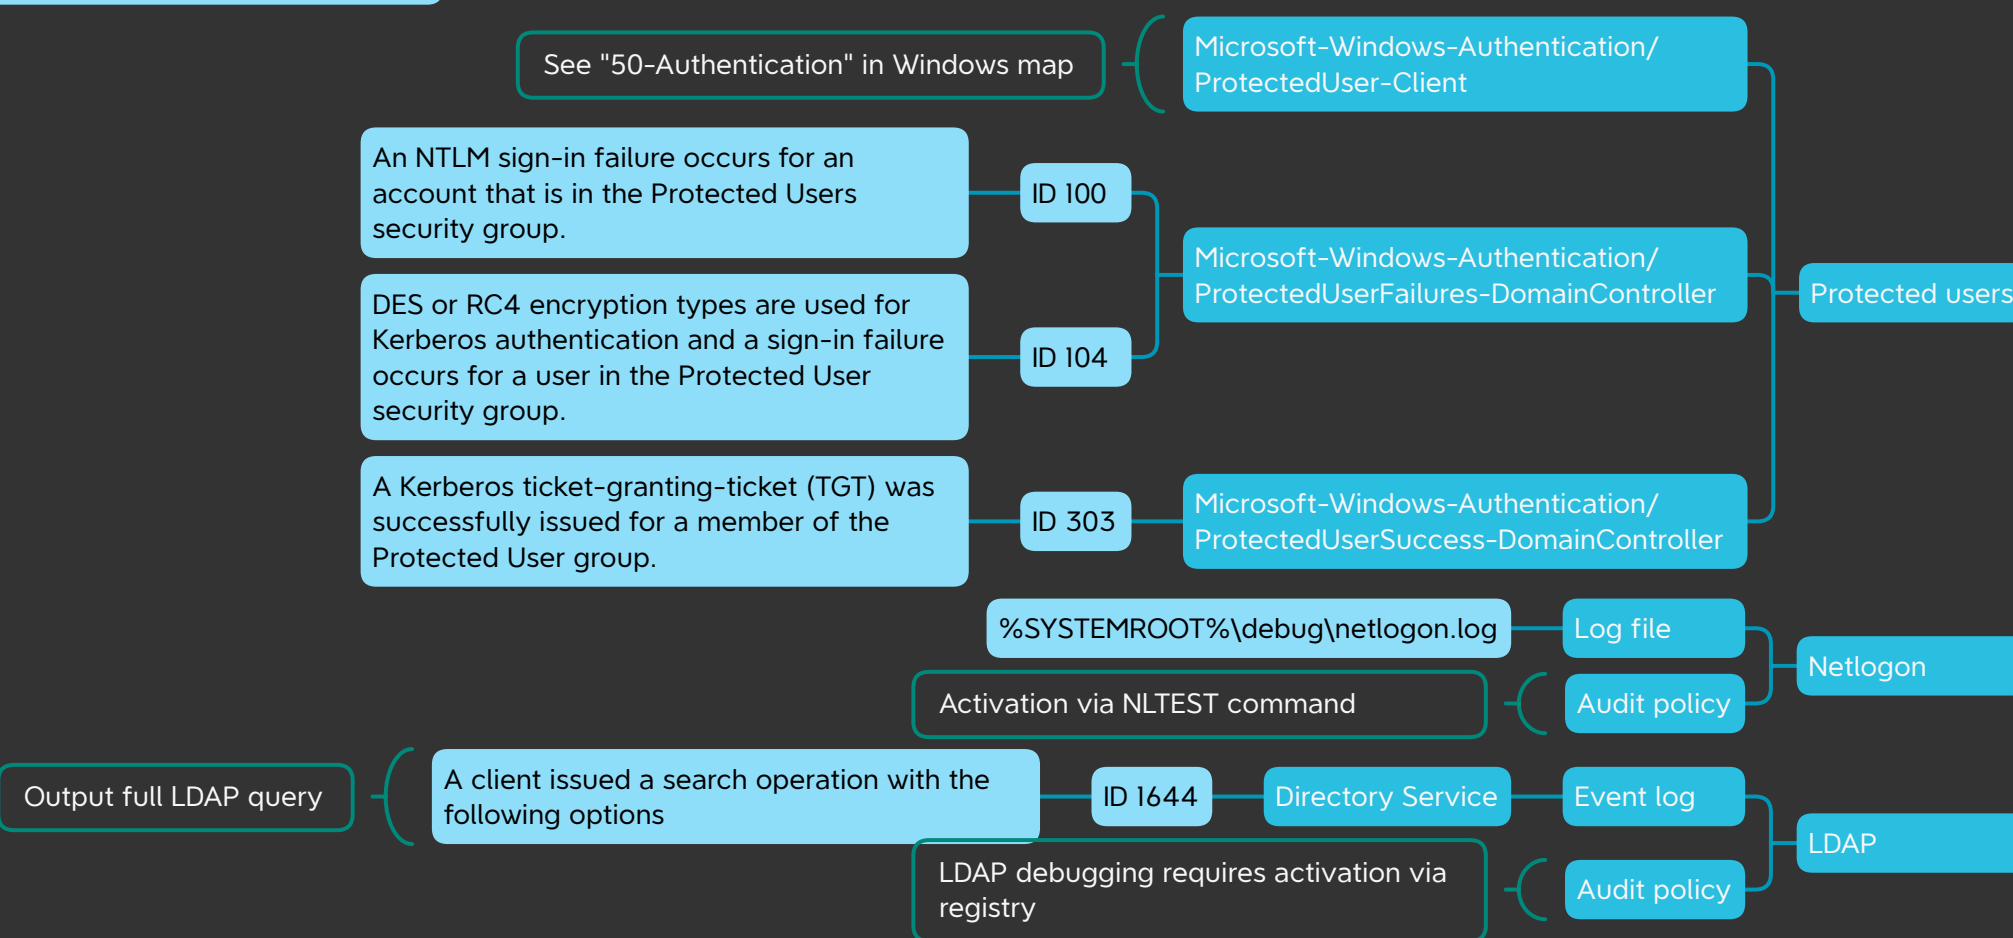 See "50-Authentication" in Windows map
Microsoft-Windows-Authentication/
ProtectedUser-Client
An NTLM sign-in failure occurs for an
account that is in the Protected Users
security group.
ID 100
DES or RC4 encryption types are used for
Kerberos authentication and a sign-in failure
occurs for a user in the Protected User
security group.
ID 104
Microsoft-Windows-Authentication/
ProtectedUserFailures-DomainController
Protected users
A Kerberos ticket-granting-ticket (TGT) was
successfully issued for a member of the
Protected User group.
ID 303
Microsoft-Windows-Authentication/
ProtectedUserSuccess-DomainController
%SYSTEMROOT%\debug\netlogon.log
Log file
Netlogon
Activation via NLTEST command
Audit policy
Output full LDAP query
A client issued a search operation with the
following options
ID 1644
Directory Service
Event log
LDAP
LDAP debugging requires activation via
registry
Audit policy